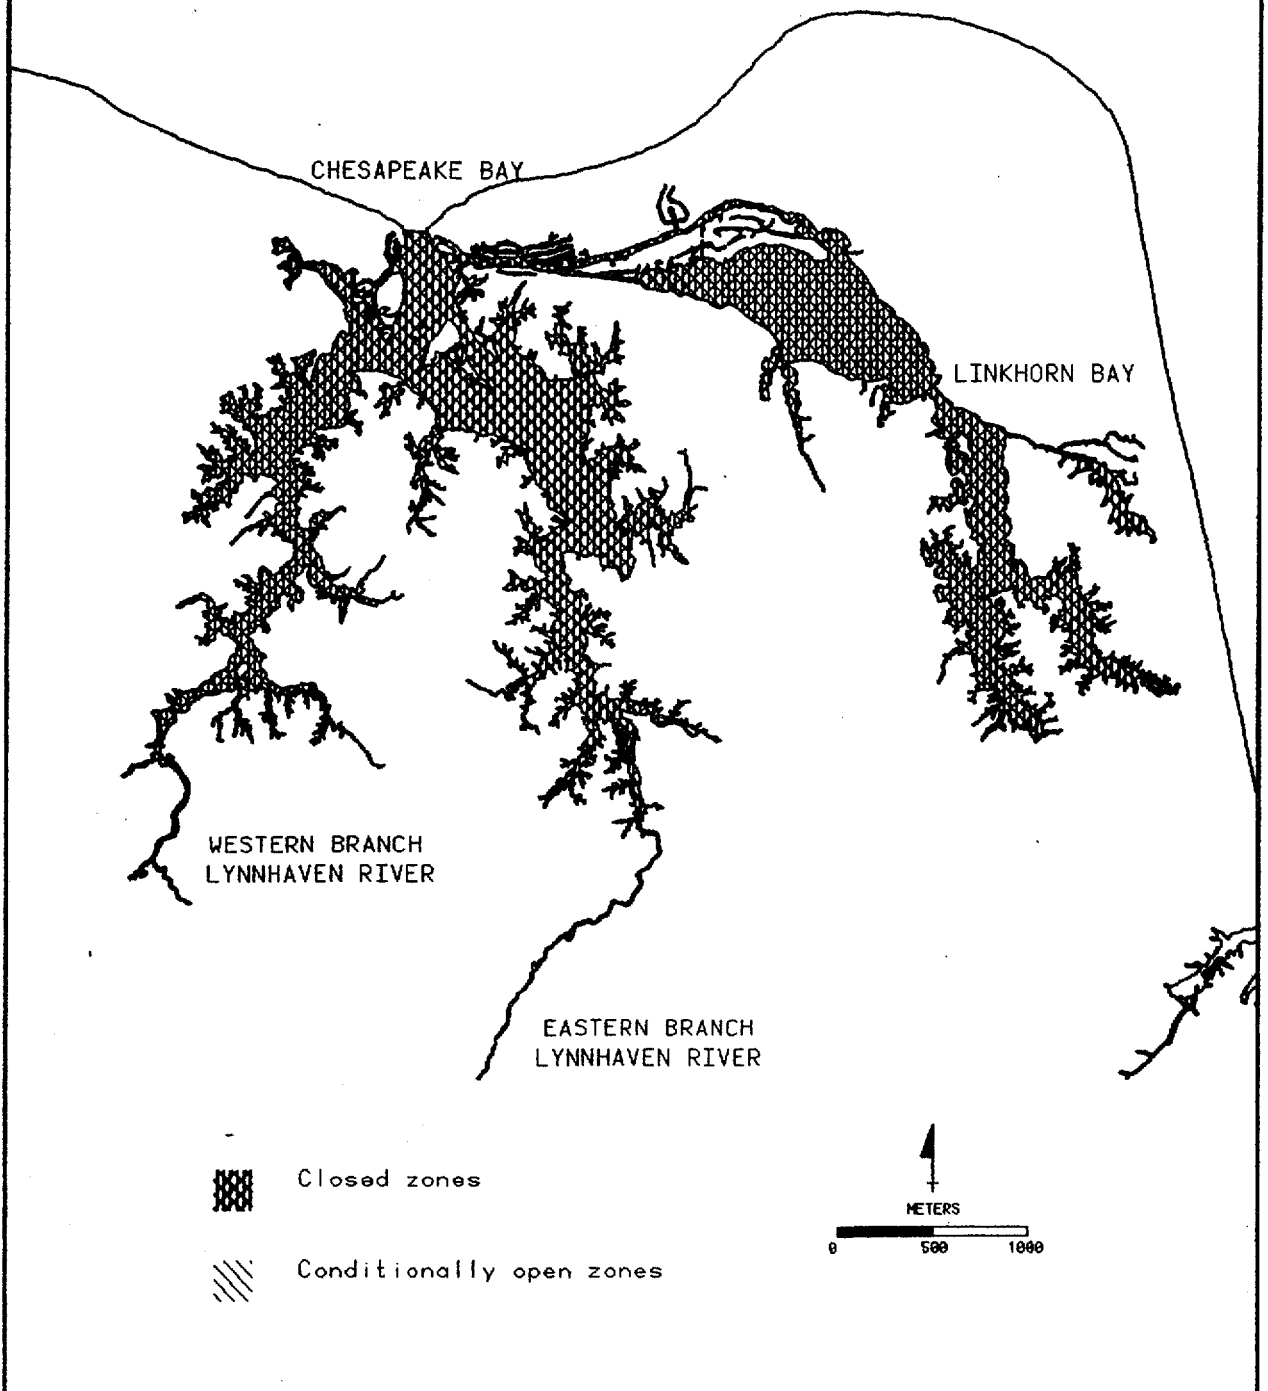 CHESAPEAKE BAY
LINKHORN BAY
WESTERN BRANCH
LYNNHAVEN RIVER
EASTERN BRANCH
LYNNHAVEN RIVER
Closed zones
Conditionally open zones
METERS
0 500 1000